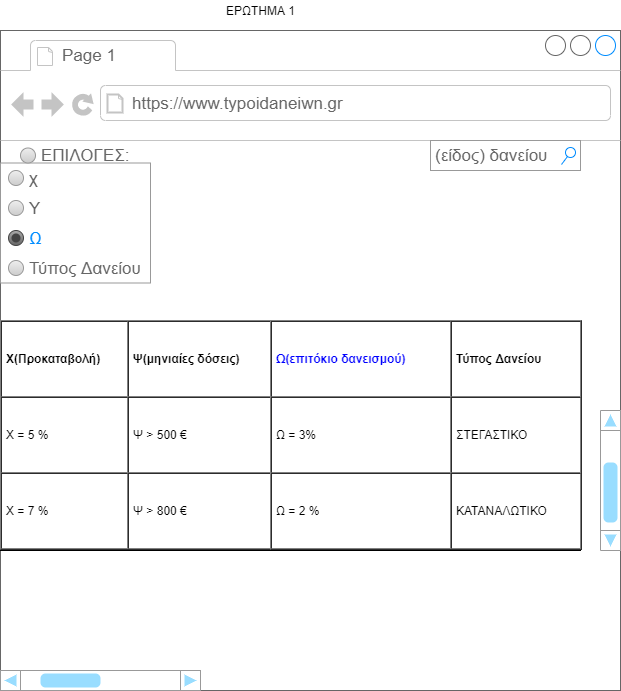 ΕΡΩΤΗΜΑ 1
Page 1
https://www.typoidaneiwn.gr
ΕΠΙΛΟΓΕΣ:
(είδος) δανείου
χ
Υ
Ω
Τύπος Δανείου
Χ(Προκαταβολή) Ψ(μηνιαίες δόσεις) Ω(επιτόκιο δανεισμού) Τύπος Δανείου
Χ = 5 % Ψ > 500 € Ω = 3% ΣΤΕΓΑΣΤΙΚΟ
Χ = 7 % Ψ > 800 € Ω = 2 % ΚΑΤΑΝΑΛΩΤΙΚΟ